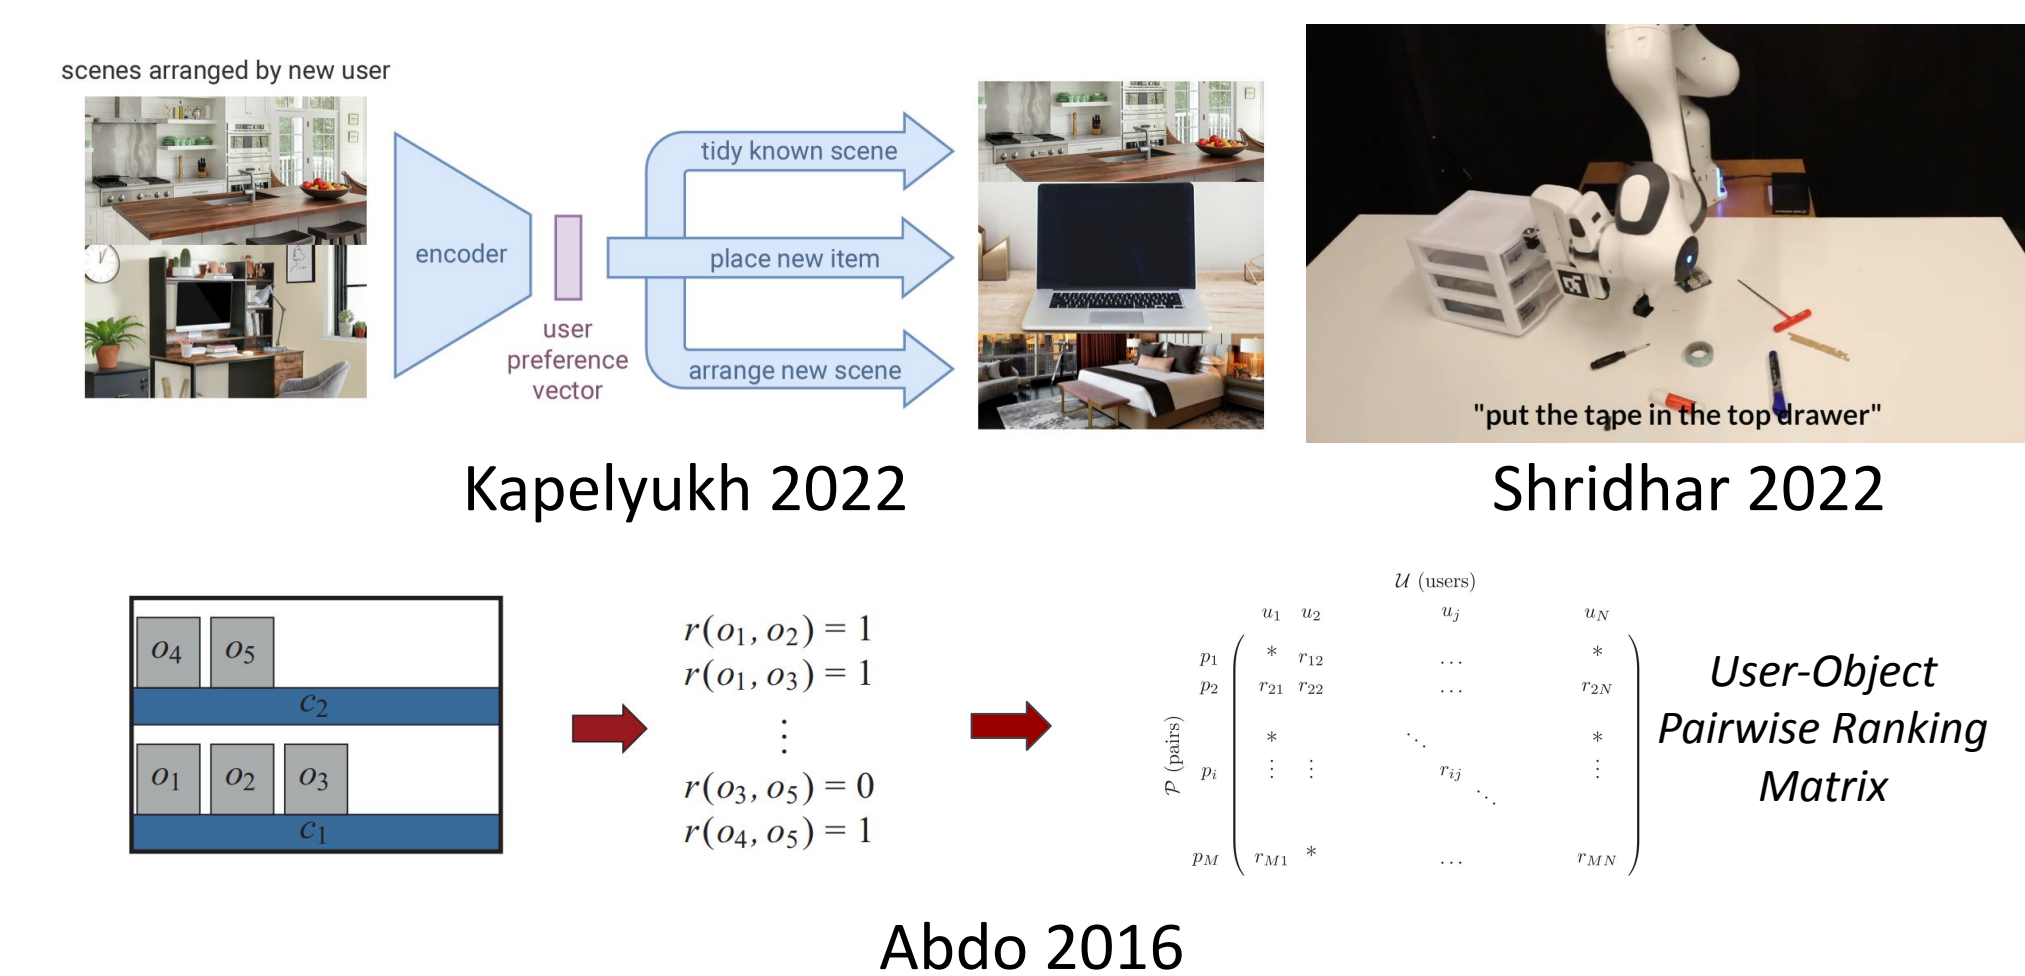 scenes arranged by new user
encoder
user
preference
vector
tidy known scene
place new item
arrange new scene
"put the tape in the top drawer"
Kapelyukh 2022
Shridhar 2022
o4 o5
c2
o1 o2 o3
c1
r(o1, o2) = 1
r(o1, o3) = 1
⋮
r(o3, o5) = 0
r(o4, o5) = 1
𝒰 (users)
u1 u2 uj uN
𝒫 (pairs)
p1 * r12 ... *
p2 r21 r22 ... r2N
* ⋱ *
pi ⋮ ⋮ rij ⋮
⋱
pM rM1 * ... rMN
User-Object
Pairwise Ranking
Matrix
Abdo 2016